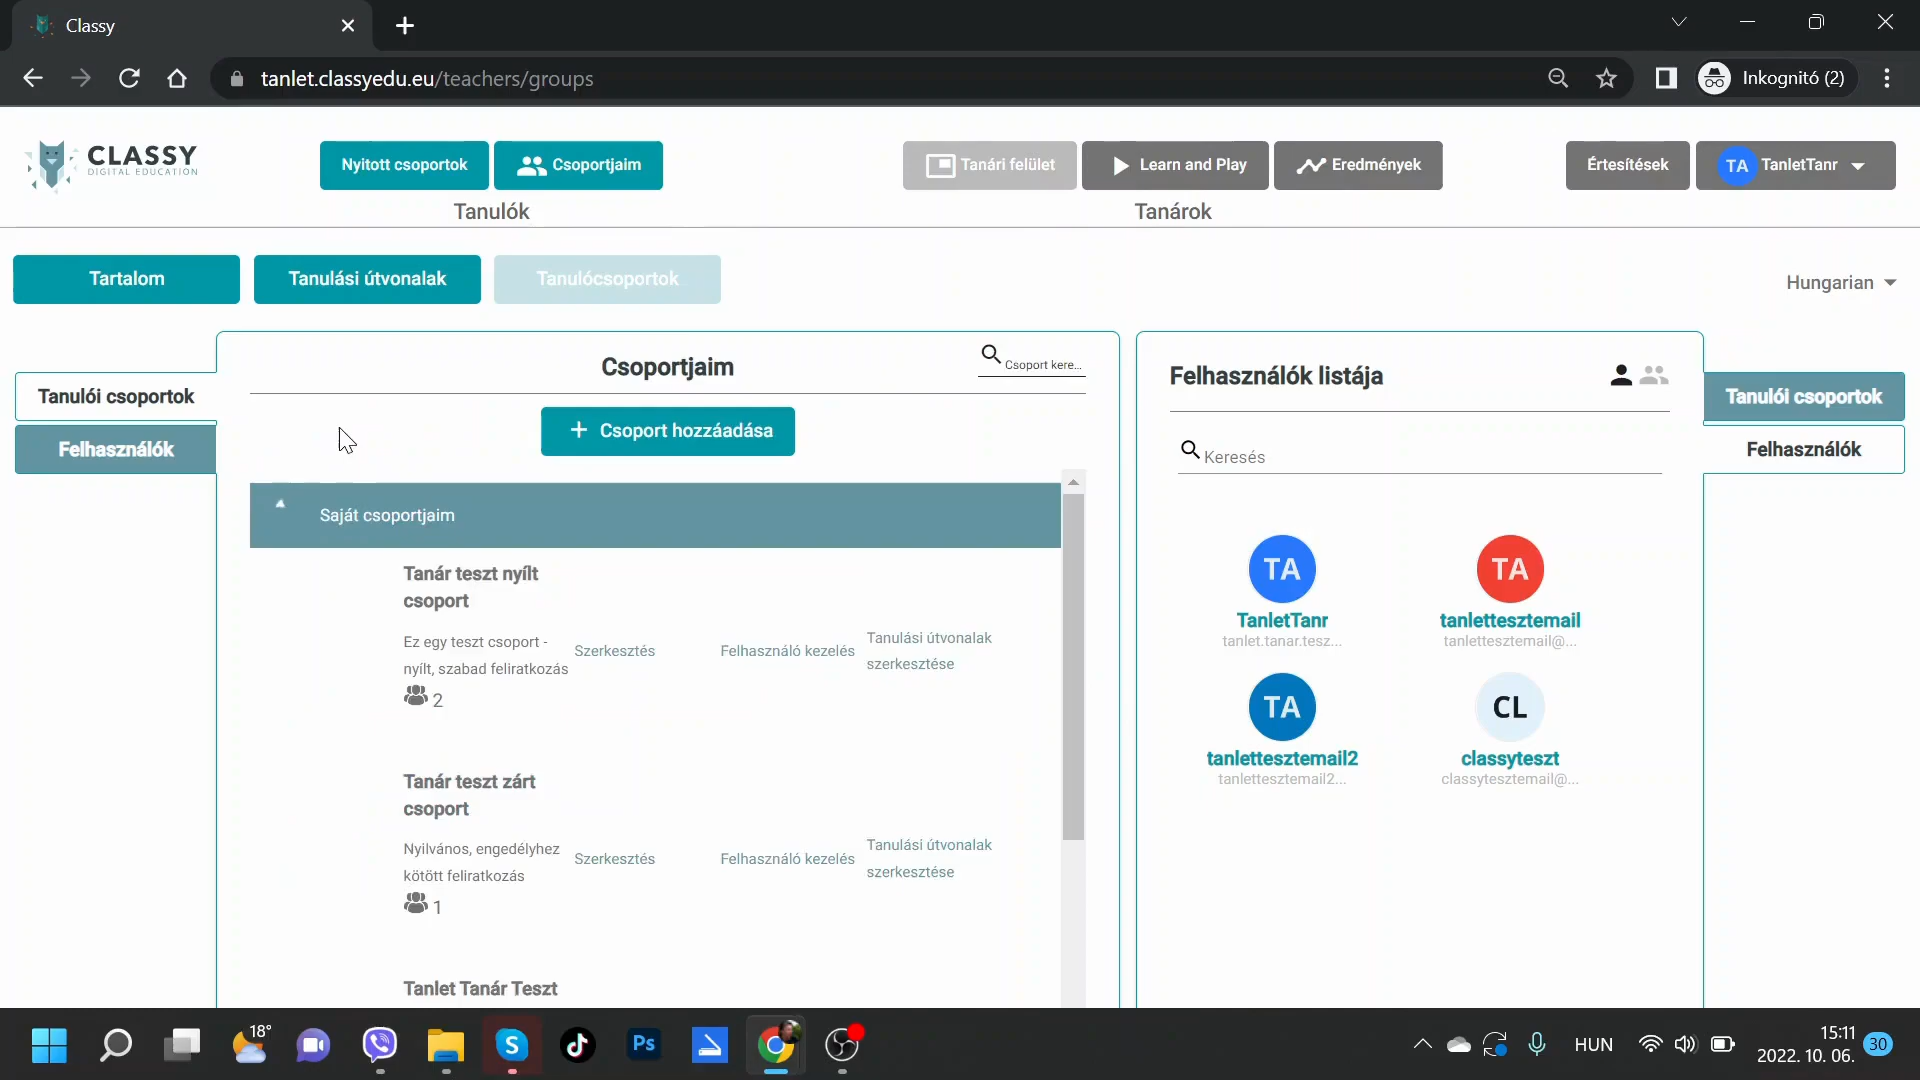 Classy
tanlet.classyedu.eu/teachers/groups
Inkognitó (2)
CLASSY
DIGITAL EDUCATION
Nyitott csoportok
Csoportjaim
Tanári felület
Learn and Play
Eredmények
Értesítések
TA
TanletTanr
Tanulók
Tanárok
Tartalom
Tanulási útvonalak
Tanulócsoportok
Hungarian
Tanulói csoportok
Felhasználók
Csoportjaim
Csoport kere...
Csoport hozzáadása
Saját csoportjaim
Tanár teszt nyílt
csoport
Ez egy teszt csoport -
nyílt, szabad feliratkozás
2
Szerkesztés
Felhasználó kezelés
Tanulási útvonalak
szerkesztése
Tanár teszt zárt
csoport
Nyilvános, engedélyhez
kötött feliratkozás
1
Szerkesztés
Felhasználó kezelés
Tanulási útvonalak
szerkesztése
Tanlet Tanár Teszt
Felhasználók listája
Keresés
TA
TanletTanr
tanlet.tanar.tesz...
TA
tanlettesztemail
tanlettesztemail@...
TA
tanlettesztemail2
tanlettesztemail2...
CL
classyteszt
classytesztemail@...
Tanulói csoportok
Felhasználók
18°
Ps
HUN
15:11
2022. 10. 06.
30